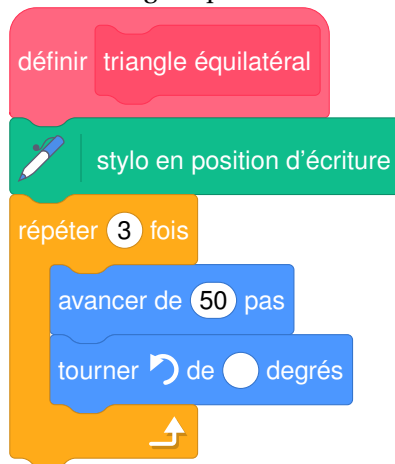 définir triangle équilatéral
stylo en position d’écriture
répéter 3 fois
avancer de 50 pas
tourner de degrés